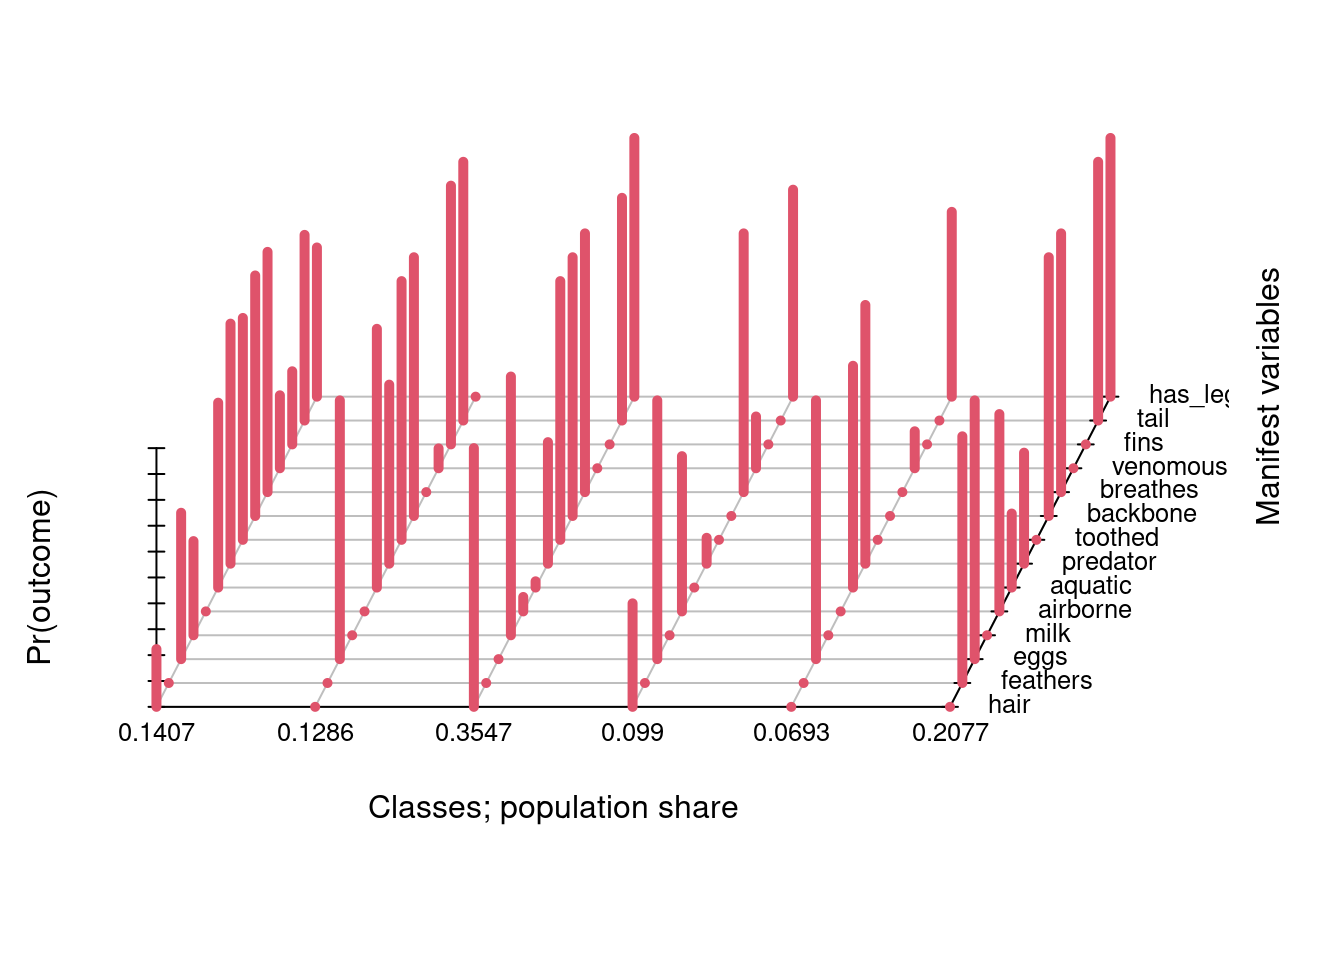 has_leg
tail
fins
venomous
breathes
backbone
toothed
predator
aquatic
airborne
milk
eggs
feathers
hair
Manifest variables
Pr(outcome)
0.1407 0.1286 0.3547 0.099 0.0693 0.2077
Classes; population share